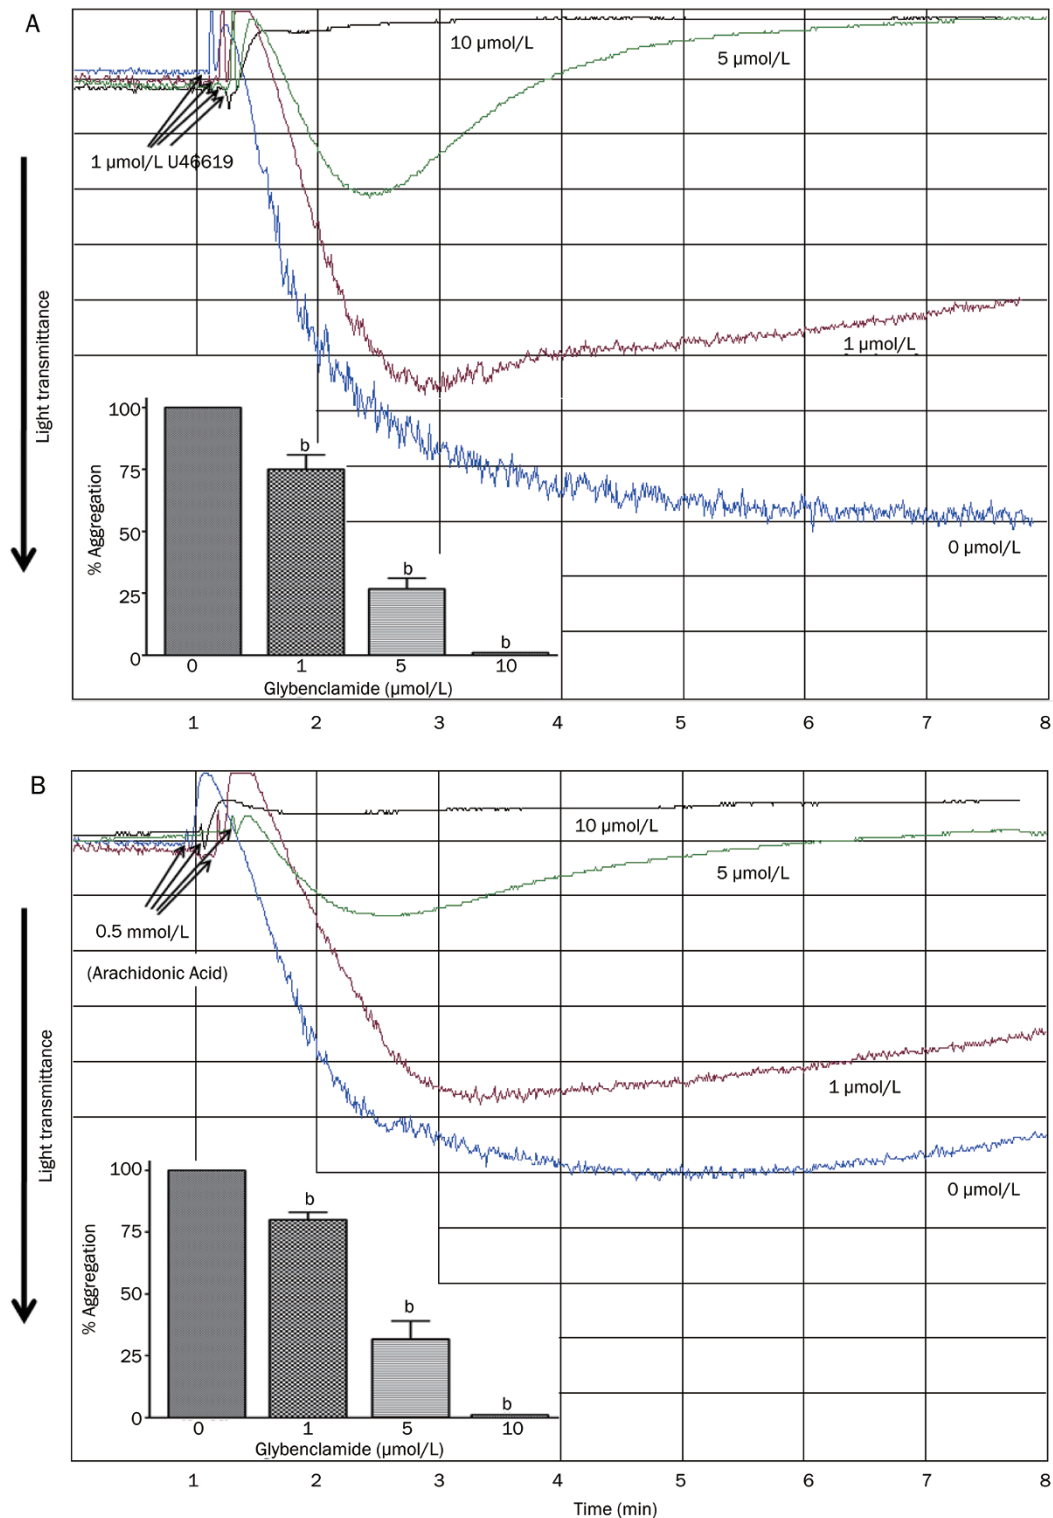 A
10 µmol/L
5 µmol/L
1 µmol/L U46619
Light transmittance
1 µmol/L
0 µmol/L
% Aggregation
100
75
50
25
0
b
b
b
0 1 5 10
Glybenclamide (µmol/L)
1 2 3 4 5 6 7 8
B
10 µmol/L
5 µmol/L
0.5 mmol/L
(Arachidonic Acid)
Light transmittance
1 µmol/L
0 µmol/L
% Aggregation
100
75
50
25
0
b
b
b
0 1 5 10
Glybenclamide (µmol/L)
1 2 3 4 5 6 7 8
Time (min)